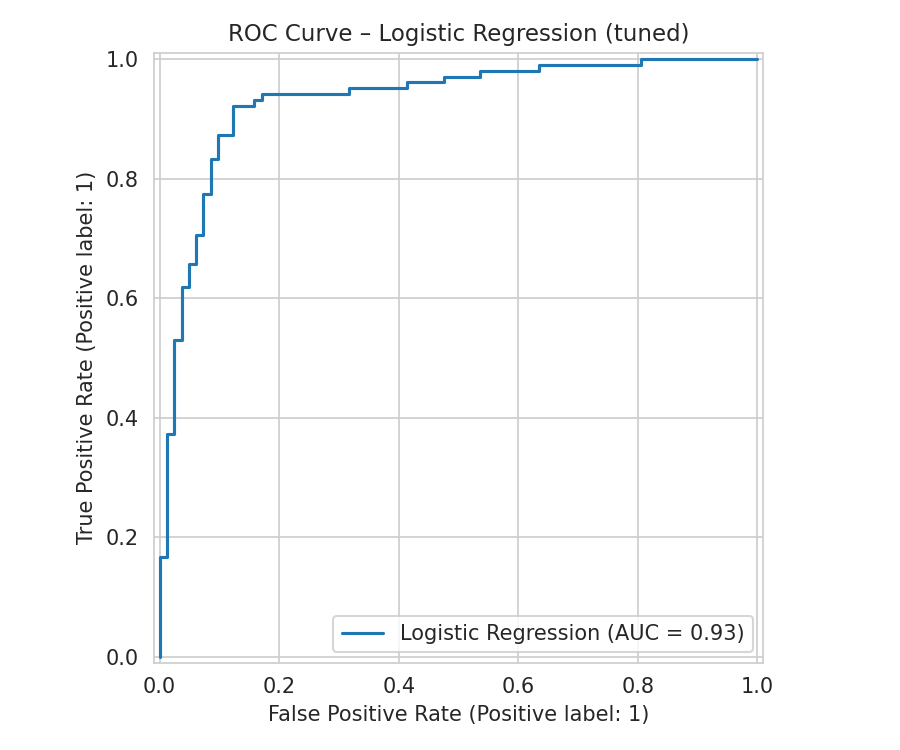 ROC Curve – Logistic Regression (tuned)
1.0
0.8
0.6
0.4
0.2
0.0
True Positive Rate (Positive label: 1)
Logistic Regression (AUC = 0.93)
0.0 0.2 0.4 0.6 0.8 1.0
False Positive Rate (Positive label: 1)